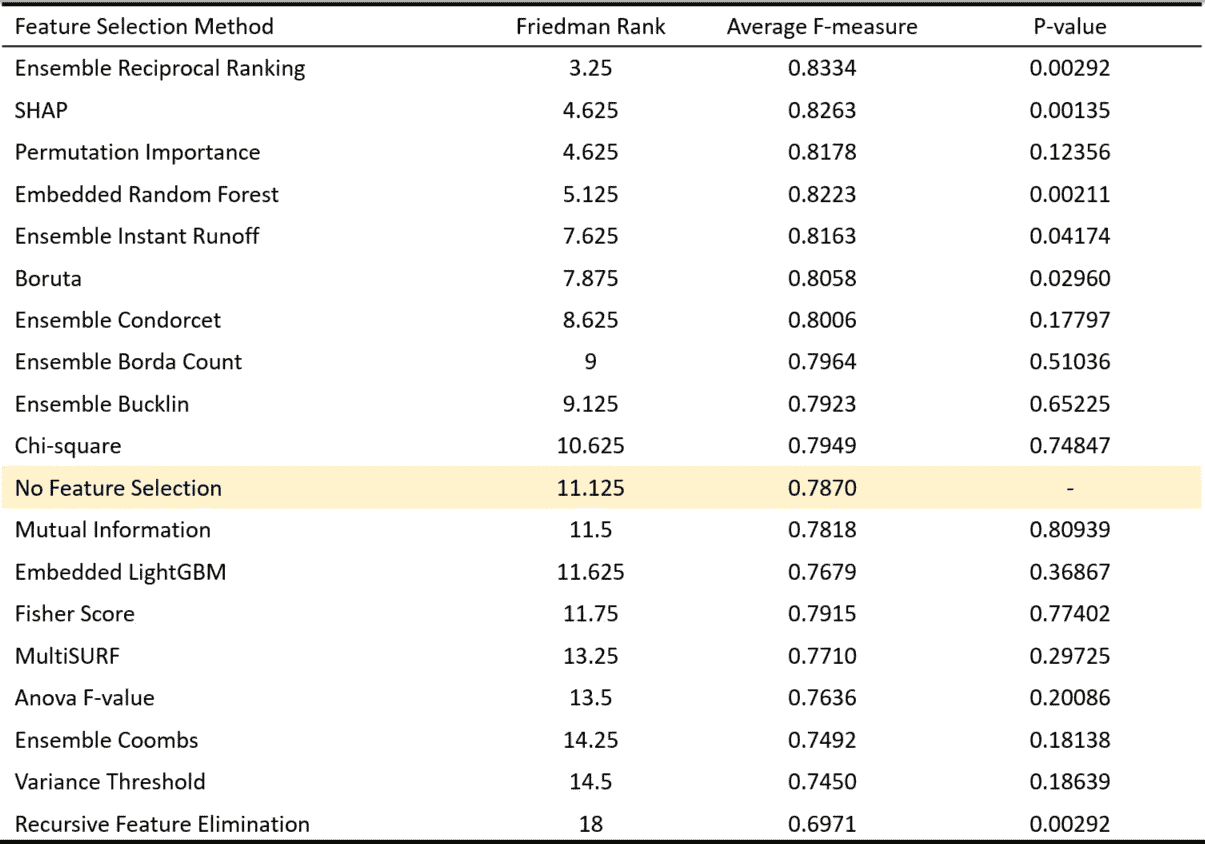 Feature Selection Method Friedman Rank Average F-measure P-value
Ensemble Reciprocal Ranking 3.25 0.8334 0.00292
SHAP 4.625 0.8263 0.00135
Permutation Importance 4.625 0.8178 0.12356
Embedded Random Forest 5.125 0.8223 0.00211
Ensemble Instant Runoff 7.625 0.8163 0.04174
Boruta 7.875 0.8058 0.02960
Ensemble Condorcet 8.625 0.8006 0.17797
Ensemble Borda Count 9 0.7964 0.51036
Ensemble Bucklin 9.125 0.7923 0.65225
Chi-square 10.625 0.7949 0.74847
No Feature Selection 11.125 0.7870 -
Mutual Information 11.5 0.7818 0.80939
Embedded LightGBM 11.625 0.7679 0.36867
Fisher Score 11.75 0.7915 0.77402
MultiSURF 13.25 0.7710 0.29725
Anova F-value 13.5 0.7636 0.20086
Ensemble Coombs 14.25 0.7492 0.18138
Variance Threshold 14.5 0.7450 0.18639
Recursive Feature Elimination 18 0.6971 0.00292